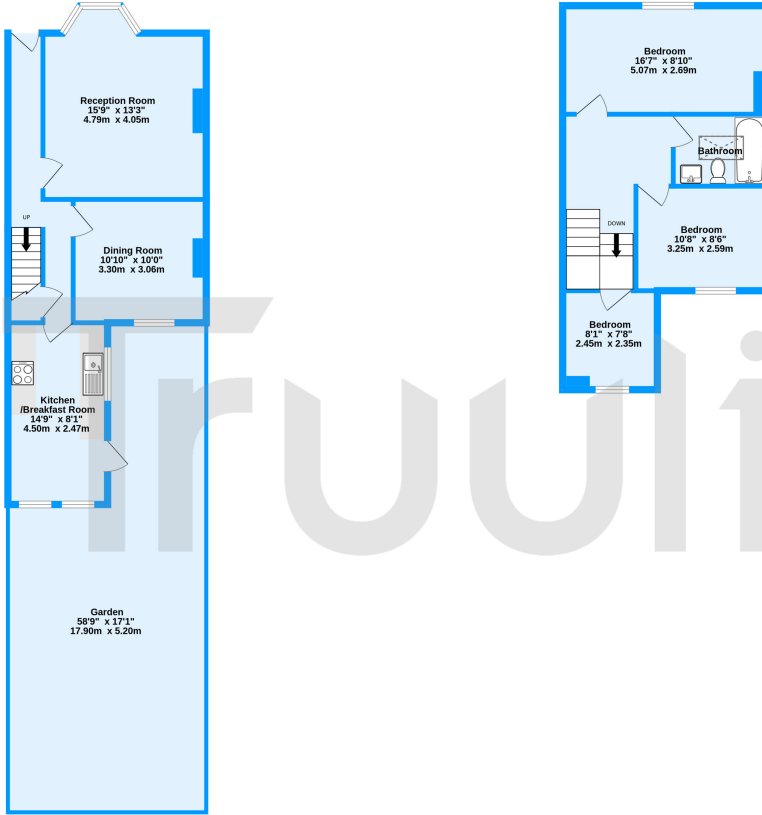 Reception Room
15'9" x 13'3"
4.79m x 4.05m
UP
Dining Room
10'10" x 10'0"
3.30m x 3.06m
Kitchen
/Breakfast Room
14'9" x 8'1"
4.50m x 2.47m
Garden
58'9" x 17'1"
17.90m x 5.20m
Bedroom
16'7" x 8'10"
5.07m x 2.69m
Bathroom
DOWN
Bedroom
10'8" x 8'6"
3.25m x 2.59m
Bedroom
8'1" x 7'8"
2.45m x 2.35m
Truuli